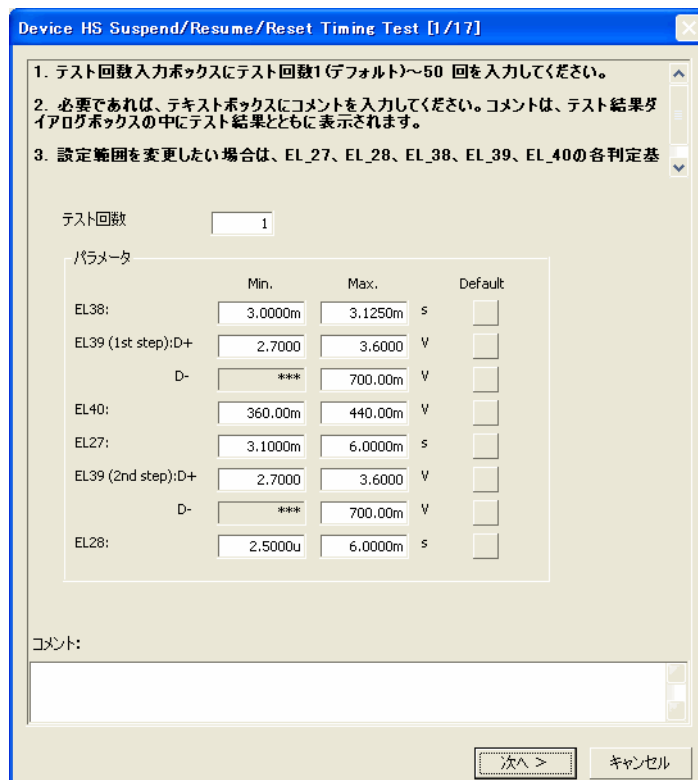 Device HS Suspend/Resume/Reset Timing Test [1/17]
1. テスト回数入力ボックスにテスト回数1(デフォルト)～50 回を入力してください。
2. 必要であれば、テキストボックスにコメントを入力してください。コメントは、テスト結果ダ
イアログボックスの中にテスト結果とともに表示されます。
3. 設定範囲を変更したい場合は、EL_27、EL_28、EL_38、EL_39、EL_40の各判定基
テスト回数 1
パラメータ
Min. Max. Default
EL38: 3.0000m 3.1250m s
EL39 (1st step):D+ 2.7000 3.6000 V
D- *** 700.00m V
EL40: 360.00m 440.00m V
EL27: 3.1000m 6.0000m s
EL39 (2nd step):D+ 2.7000 3.6000 V
D- *** 700.00m V
EL28: 2.5000u 6.0000m s
コメント:
次へ > キャンセル